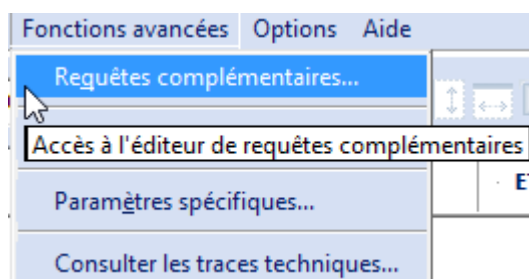 Fonctions avancées Options Aide
Requêtes complémentaires...
Accès à l'éditeur de requêtes complémentaires
Paramètres spécifiques...
Consulter les traces techniques...